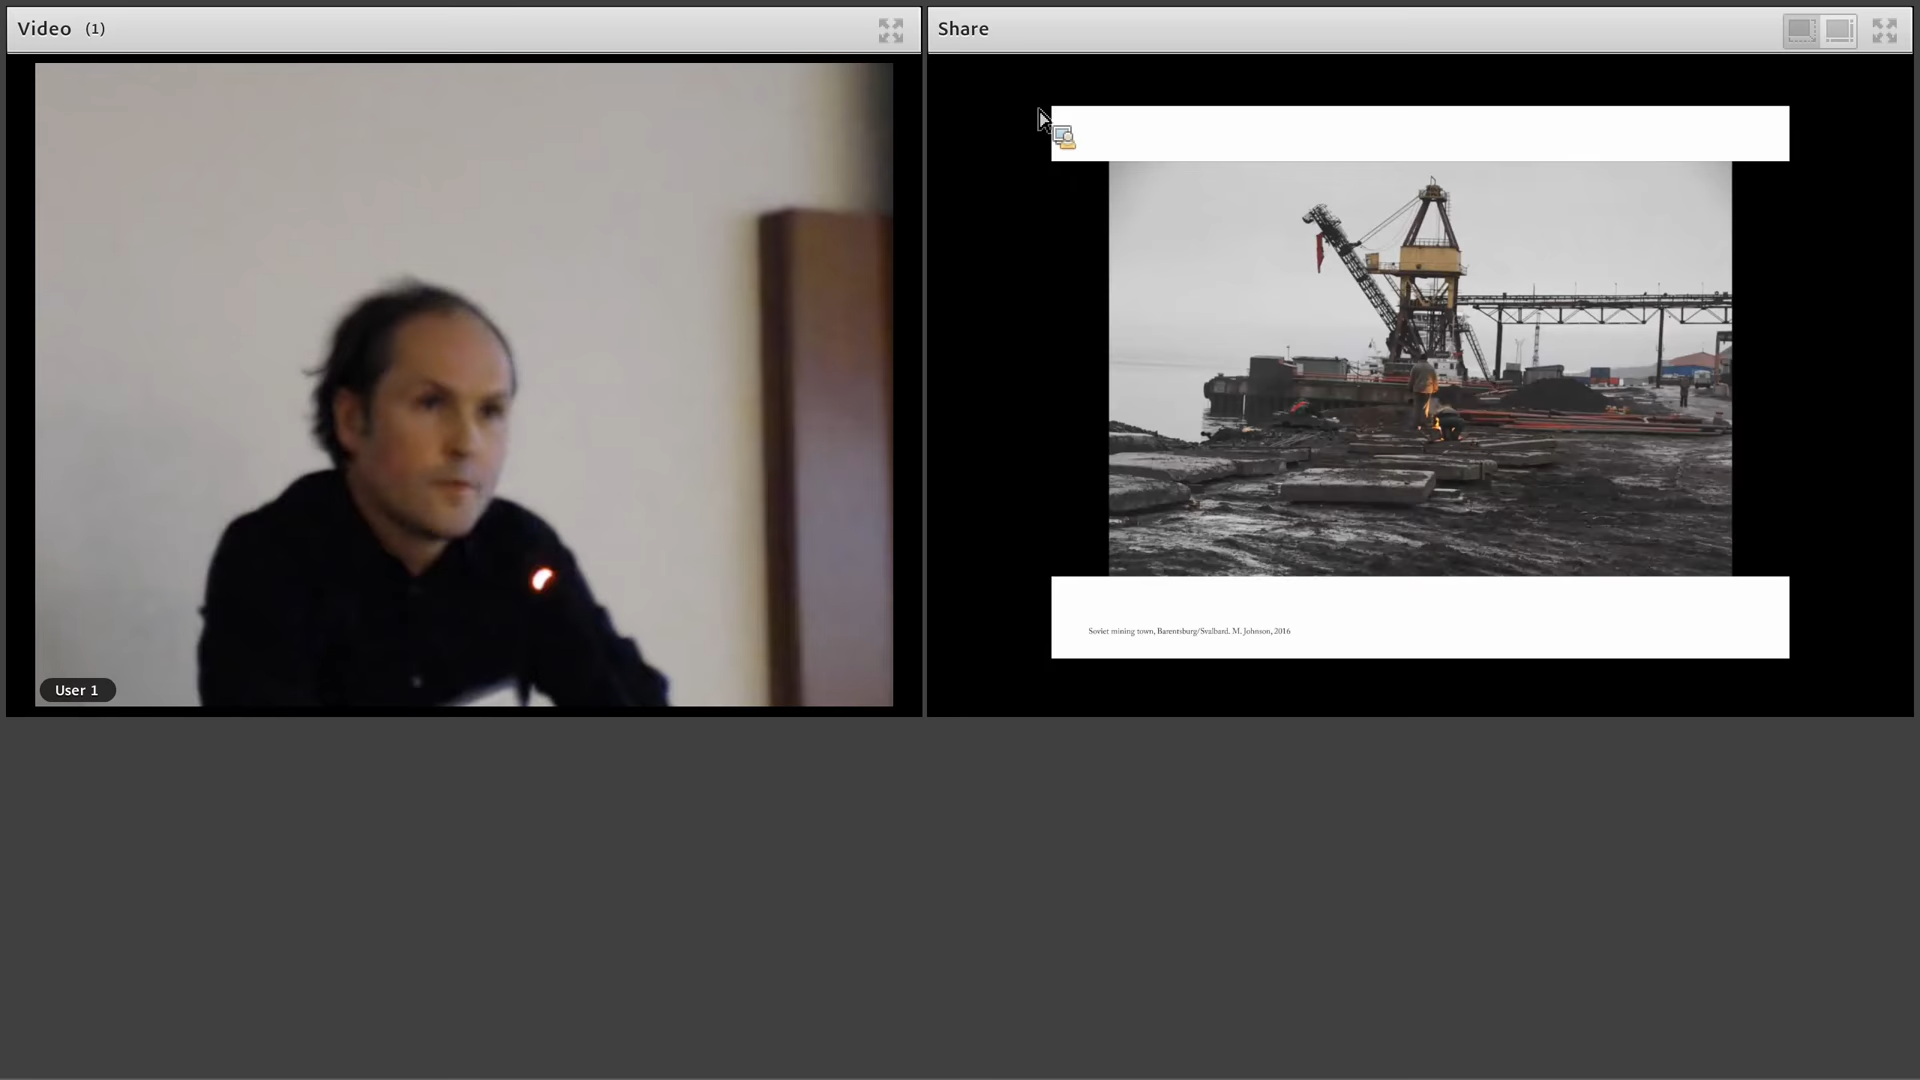 Video (1)
Share
User 1
Soviet mining town, Barentsburg/Svalbard. M. Johnson, 2016